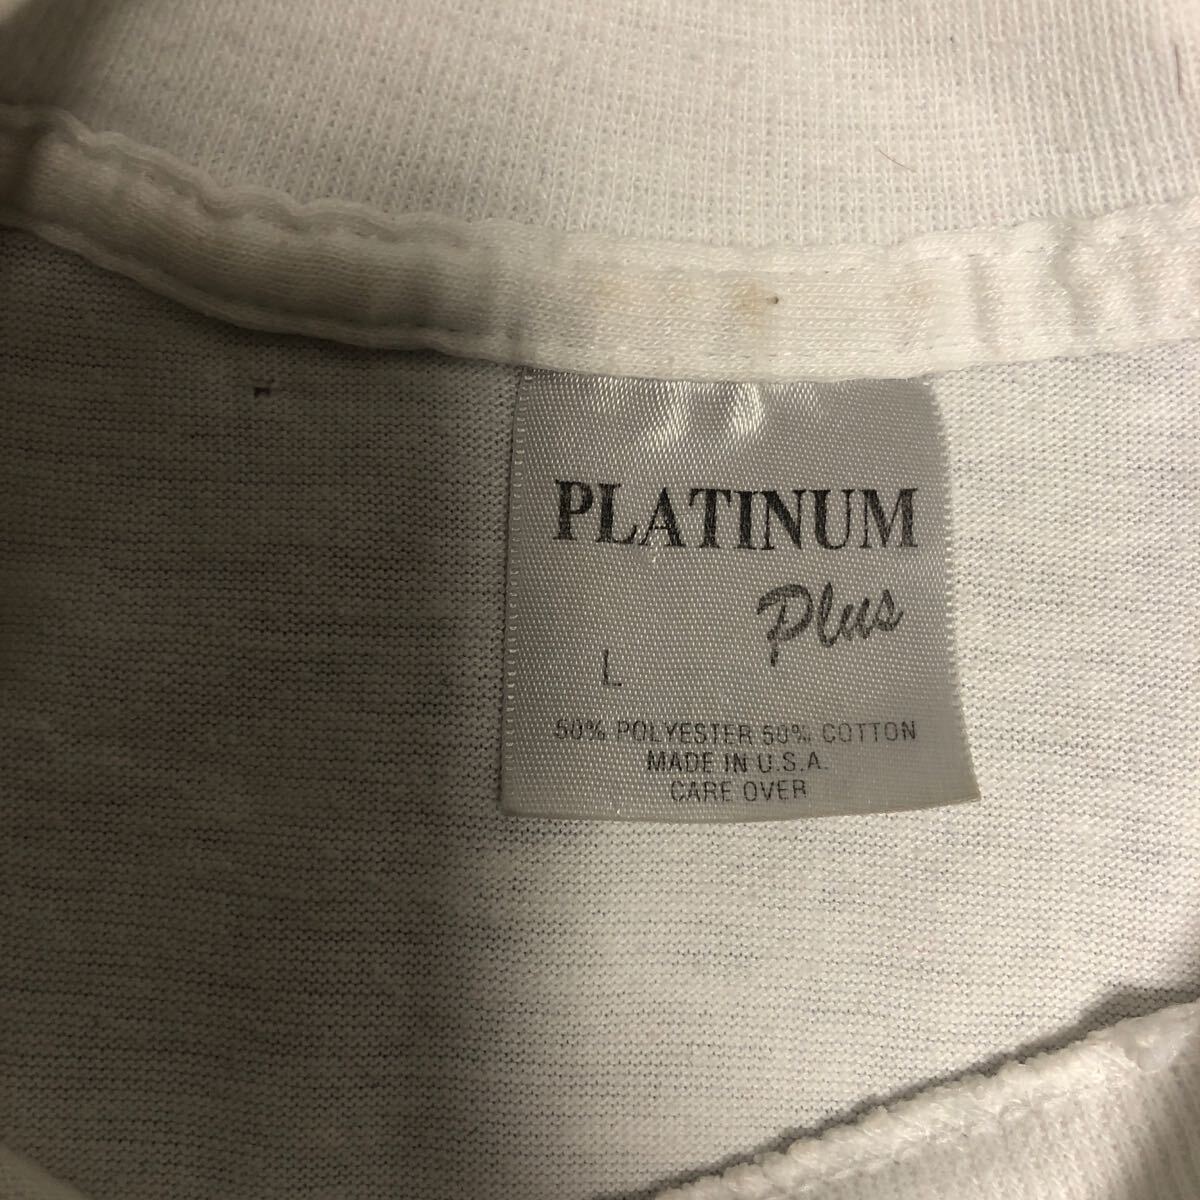 PLATINUM
Plus
L
50% POLYESTER 50% COTTON
MADE IN U.S.A.
CARE OVER